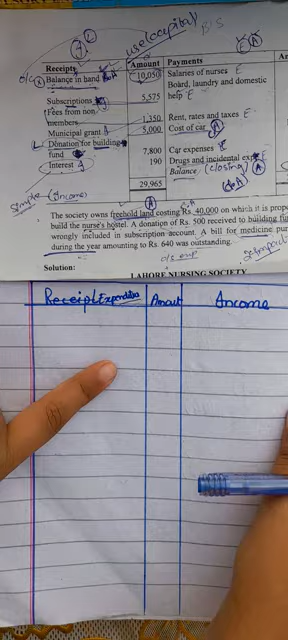 use (capital) B/S
L
o/c
Receipts Amount Payments
A Balance in hand 10,050 Salaries of nurses E
Board, laundry and domestic
Subscriptions 5,575 help E
Fees from non
members 1,350 Rent, rates and taxes E
Municipal grant 5,000 Cost of car A
L Donation for building
fund 7,800 Car expenses E
Interest A 190 Drugs and incidental exp E
Balance (closing)
simple (Income) 29,965
The society owns freehold land costing Rs. 40,000 on which it is propo
build the nurse's hostel. A donation of Rs. 500 received to building fu
wrongly included in subscription account. A bill for medicine pur
during the year amounting to Rs. 640 was outstanding.
o/s exp
Solution:
LAHORE NURSING SOCIETY
Expenditure Amount Income